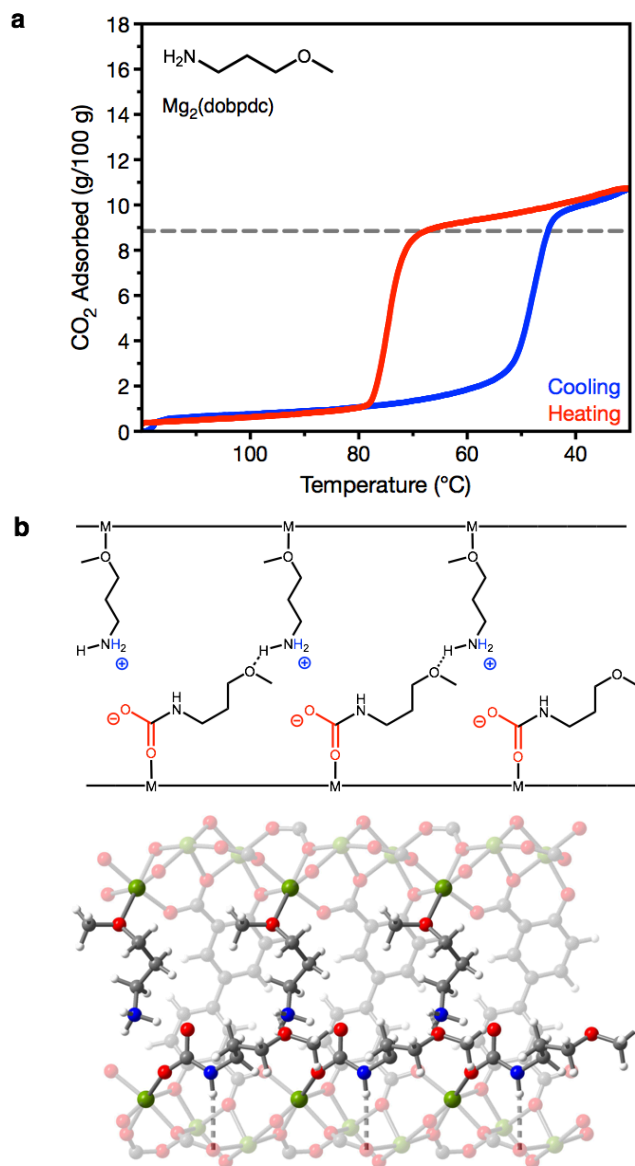 a
18
16
14
12
10
8
6
4
2
0
CO2 Adsorbed (g/100 g)
H2N
O
Mg2(dobpdc)
Cooling
Heating
100
80
60
40
Temperature (°C)
b
M M M
O O O
H-NH2 H-NH2 H-NH2
⊕ ⊕ ⊕
O O O
H H H
N N N
⊖ O ⊖ O ⊖ O
O O O
M M M